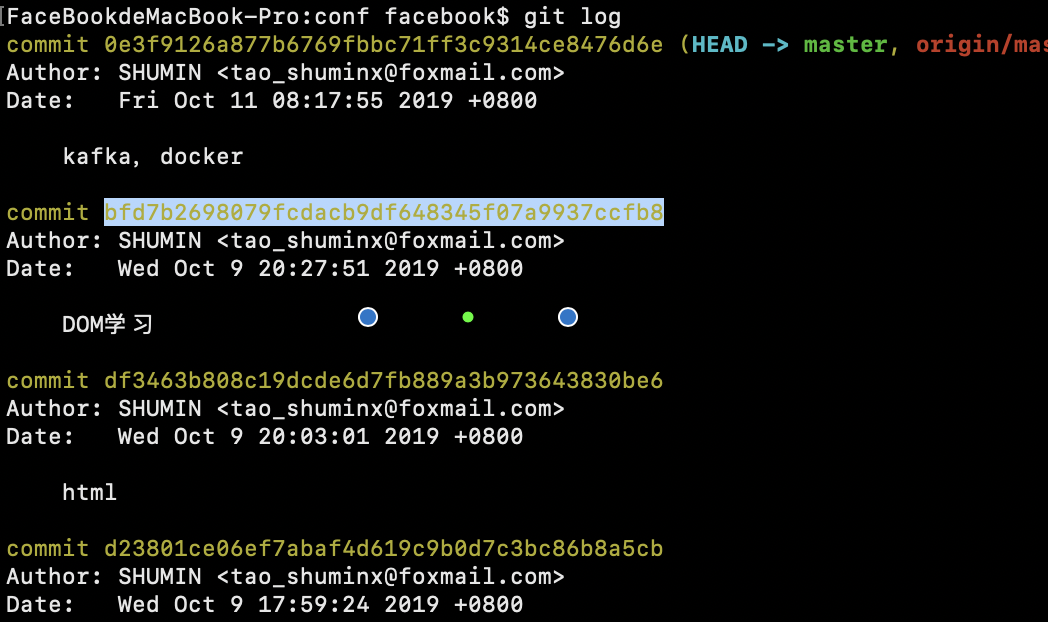 FaceBookdeMacBook-Pro:conf facebook$ git log
commit 0e3f9126a877b6769fbbc71ff3c9314ce8476d6e (HEAD -> master, origin/mas
Author: SHUMIN <tao_shuminx@foxmail.com>
Date:   Fri Oct 11 08:17:55 2019 +0800
kafka, docker
commit bfd7b2698079fcdacb9df648345f07a9937ccfb8
Author: SHUMIN <tao_shuminx@foxmail.com>
Date:   Wed Oct 9 20:27:51 2019 +0800
DOM学习
commit df3463b808c19dcde6d7fb889a3b973643830be6
Author: SHUMIN <tao_shuminx@foxmail.com>
Date:   Wed Oct 9 20:03:01 2019 +0800
html
commit d23801ce06ef7abaf4d619c9b0d7c3bc86b8a5cb
Author: SHUMIN <tao_shuminx@foxmail.com>
Date:   Wed Oct 9 17:59:24 2019 +0800